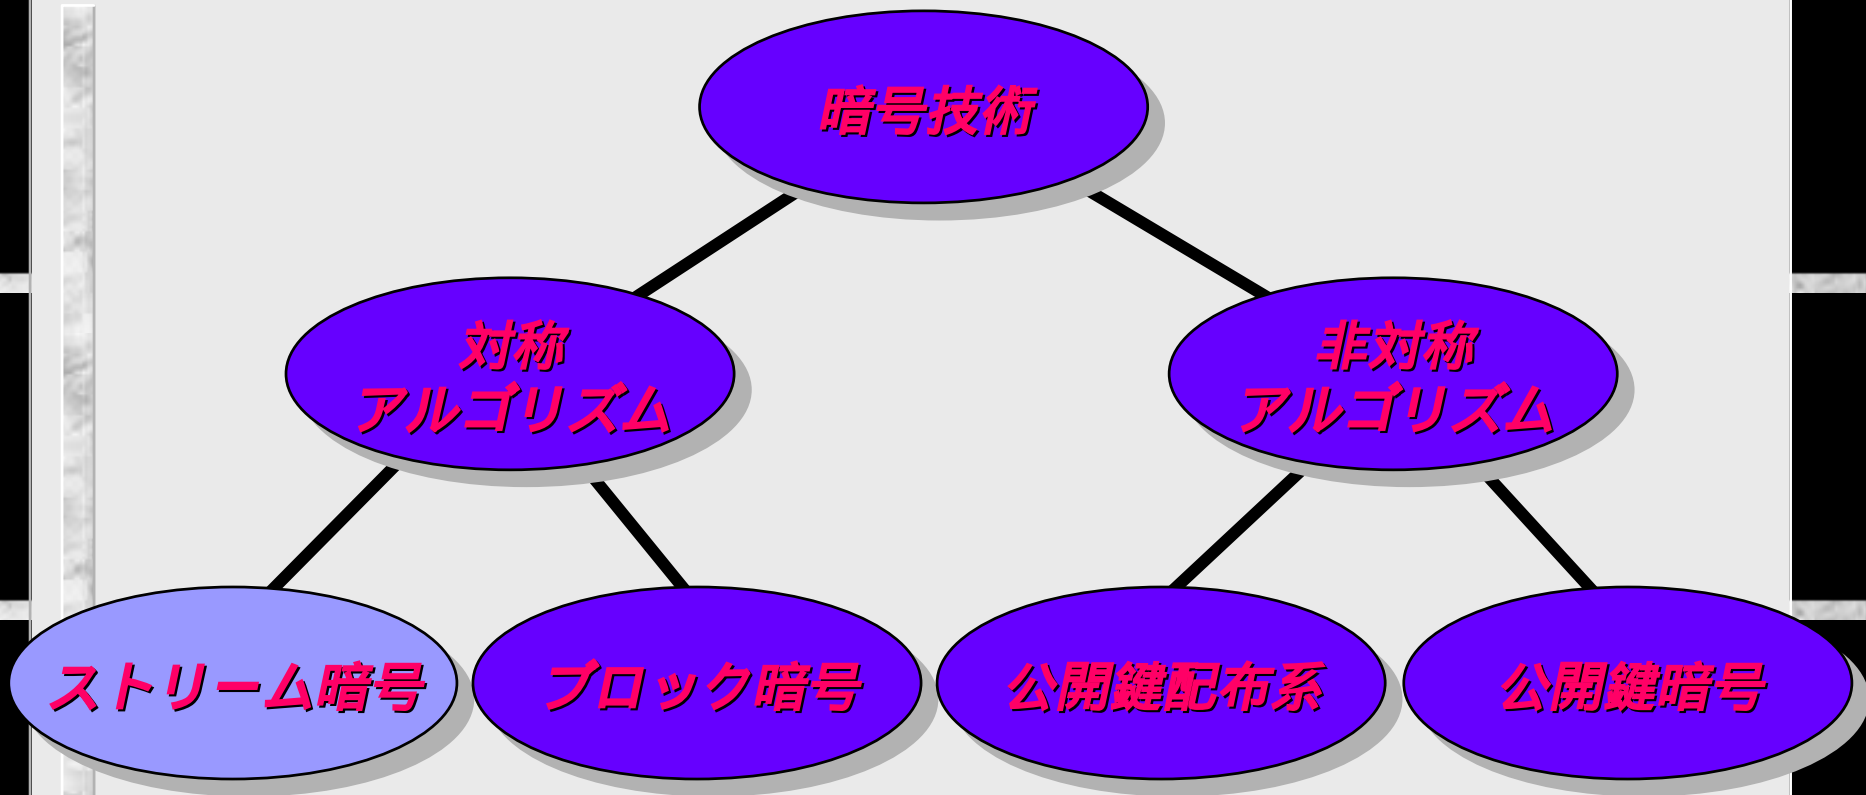 暗号技術
対称
アルゴリズム
非対称
アルゴリズム
ストリーム暗号
ブロック暗号
公開鍵配布系
公開鍵暗号